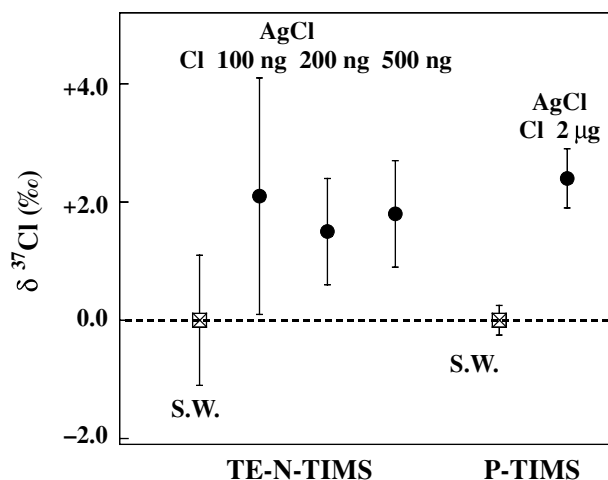 AgCl
Cl 100 ng 200 ng 500 ng
+4.0
AgCl
Cl 2 μg
+2.0
δ ³⁷Cl (‰)
0.0
S.W.
S.W.
−2.0
TE-N-TIMS P-TIMS